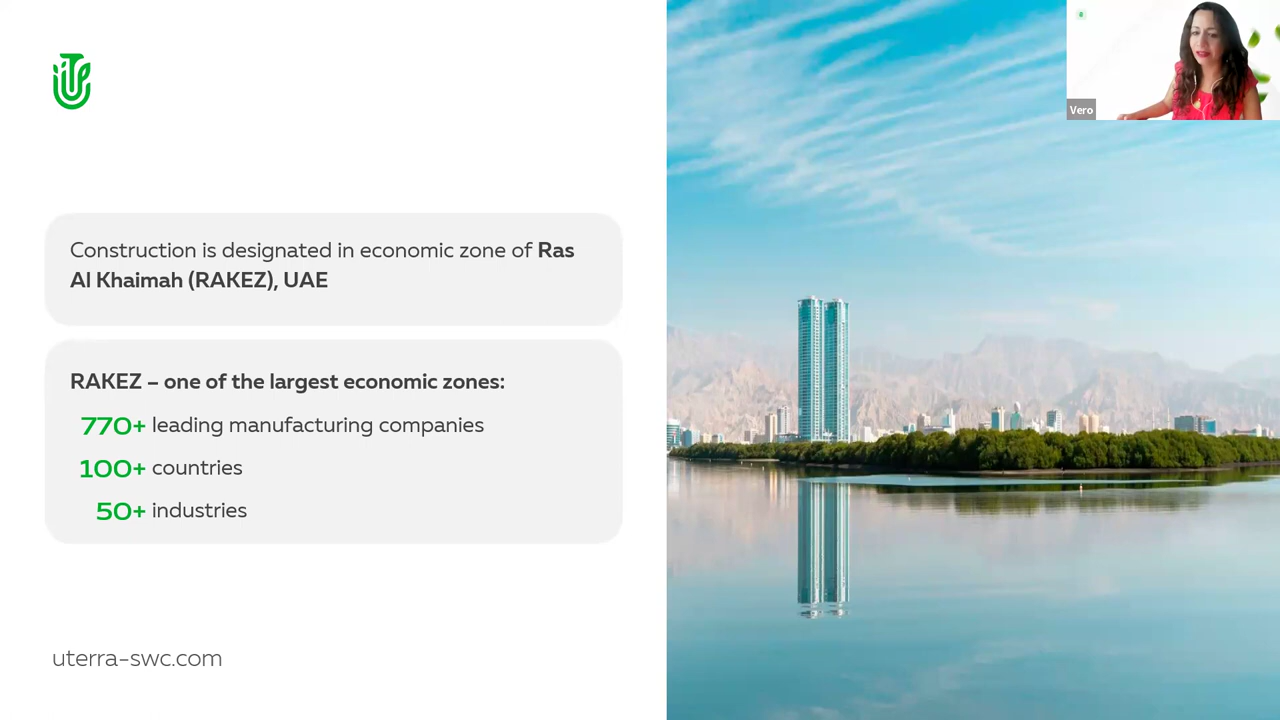 Vero
Construction is designated in economic zone of Ras
Al Khaimah (RAKEZ), UAE
RAKEZ – one of the largest economic zones:
770+ leading manufacturing companies
100+ countries
50+ industries
uterra-swc.com